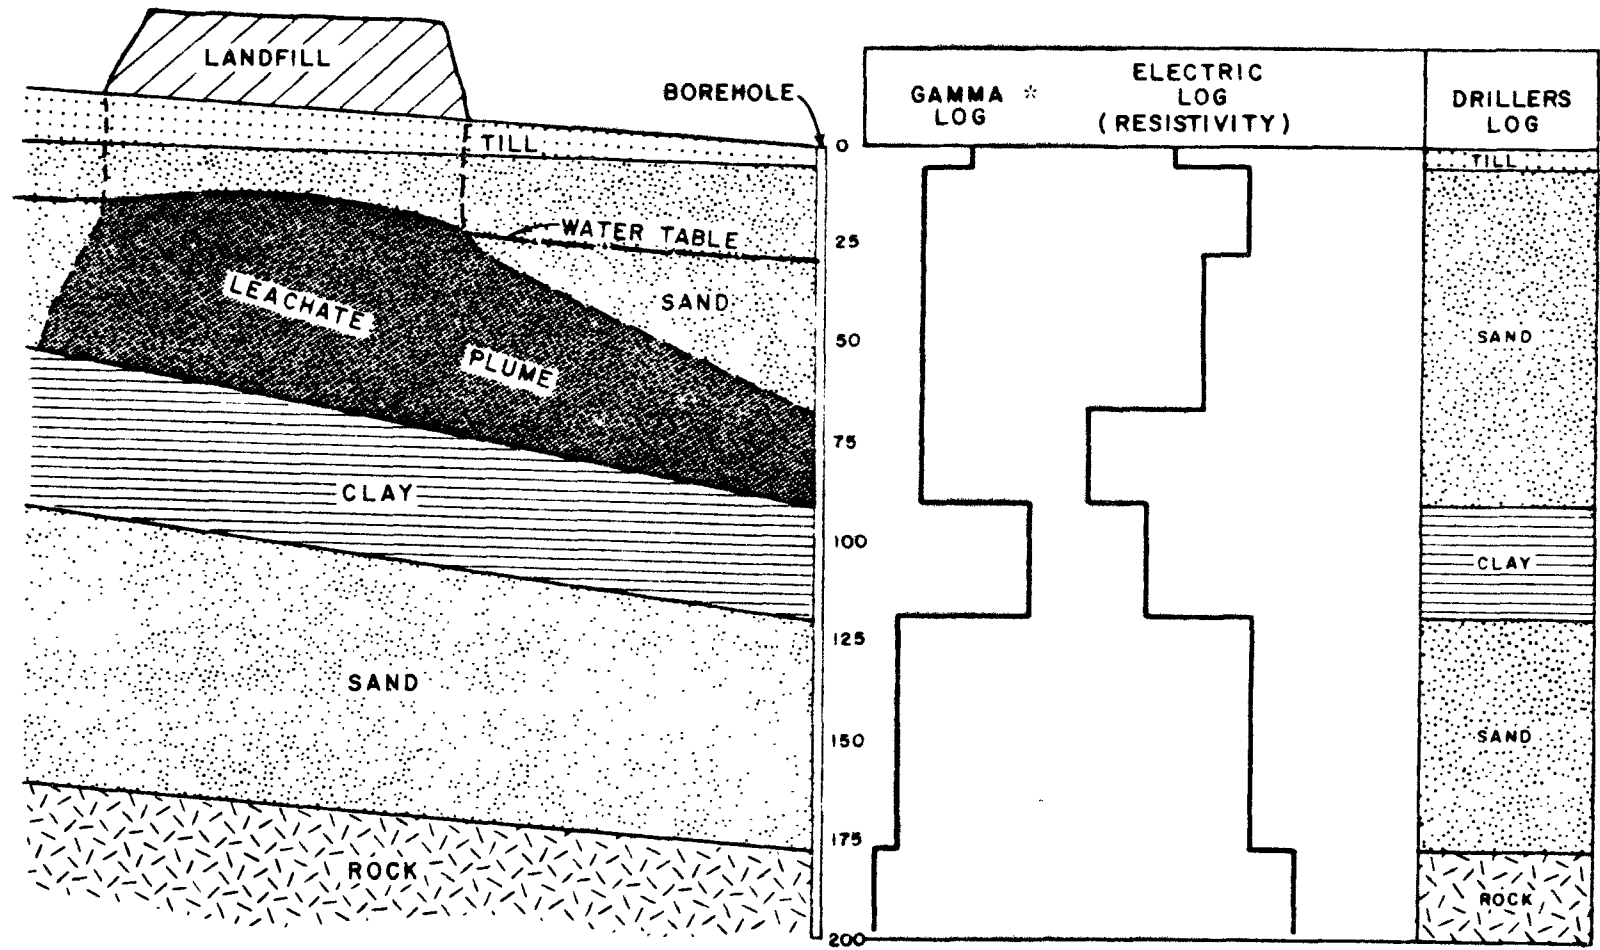 LANDFILL
BOREHOLE
GAMMA *
LOG
ELECTRIC
LOG
(RESISTIVITY)
DRILLERS
LOG
TILL
0
TILL
WATER TABLE
25
LEACHATE
SAND
PLUME
50
SAND
75
CLAY
100
CLAY
125
SAND
150
SAND
175
ROCK
ROCK
200